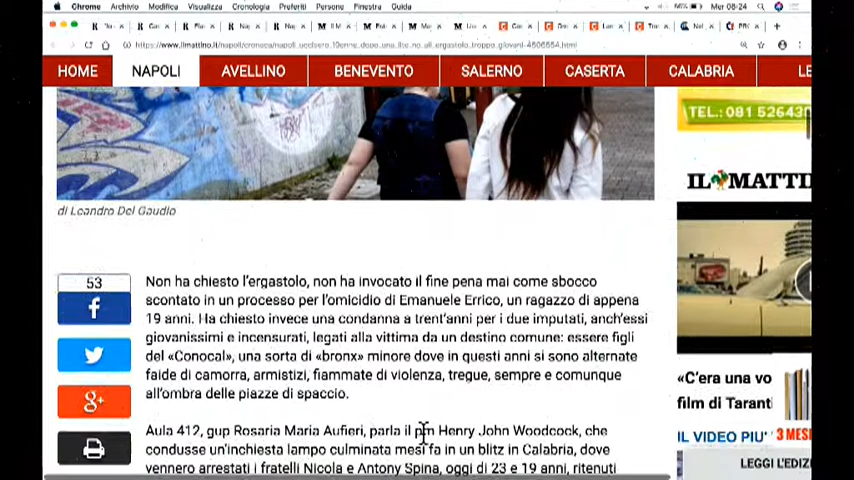 Chrome Archivio Modifica Visualizza Cronologia Preferiti Persone Finestra Guida
Mer 08:24
HOME NAPOLI AVELLINO BENEVENTO SALERNO CASERTA CALABRIA LE
TEL.: 081 526430
IL MATTI
di Leandro Del Gaudio
53
Non ha chiesto l'ergastolo, non ha invocato il fine pena mai come sbocco
scontato in un processo per l'omicidio di Emanuele Errico, un ragazzo di appena
19 anni. Ha chiesto invece una condanna a trent'anni per i due imputati, anch'essi
giovanissimi e incensurati, legati alla vittima da un destino comune: essere figli
del «Conocal», una sorta di «bronx» minore dove in questi anni si sono alternate
faide di camorra, armistizi, fiammate di violenza, tregue, sempre e comunque
all'ombra delle piazze di spaccio.
Aula 412, gup Rosaria Maria Aufieri, parla il pm Henry John Woodcock, che
condusse un'inchiesta lampo culminata mesi fa in un blitz in Calabria, dove
vennero arrestati i fratelli Nicola e Antony Spina, oggi di 23 e 19 anni, ritenuti
«C'era una vo
film di Taranti
IL VIDEO PIU' 3 MESI
LEGGI L'EDIZI